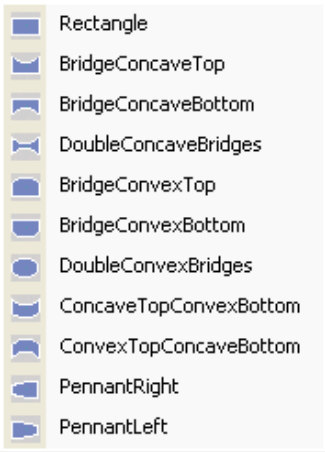 Rectangle
BridgeConcaveTop
BridgeConcaveBottom
DoubleConcaveBridges
BridgeConvexTop
BridgeConvexBottom
DoubleConvexBridges
ConcaveTopConvexBottom
ConvexTopConcaveBottom
PennantRight
PennantLeft